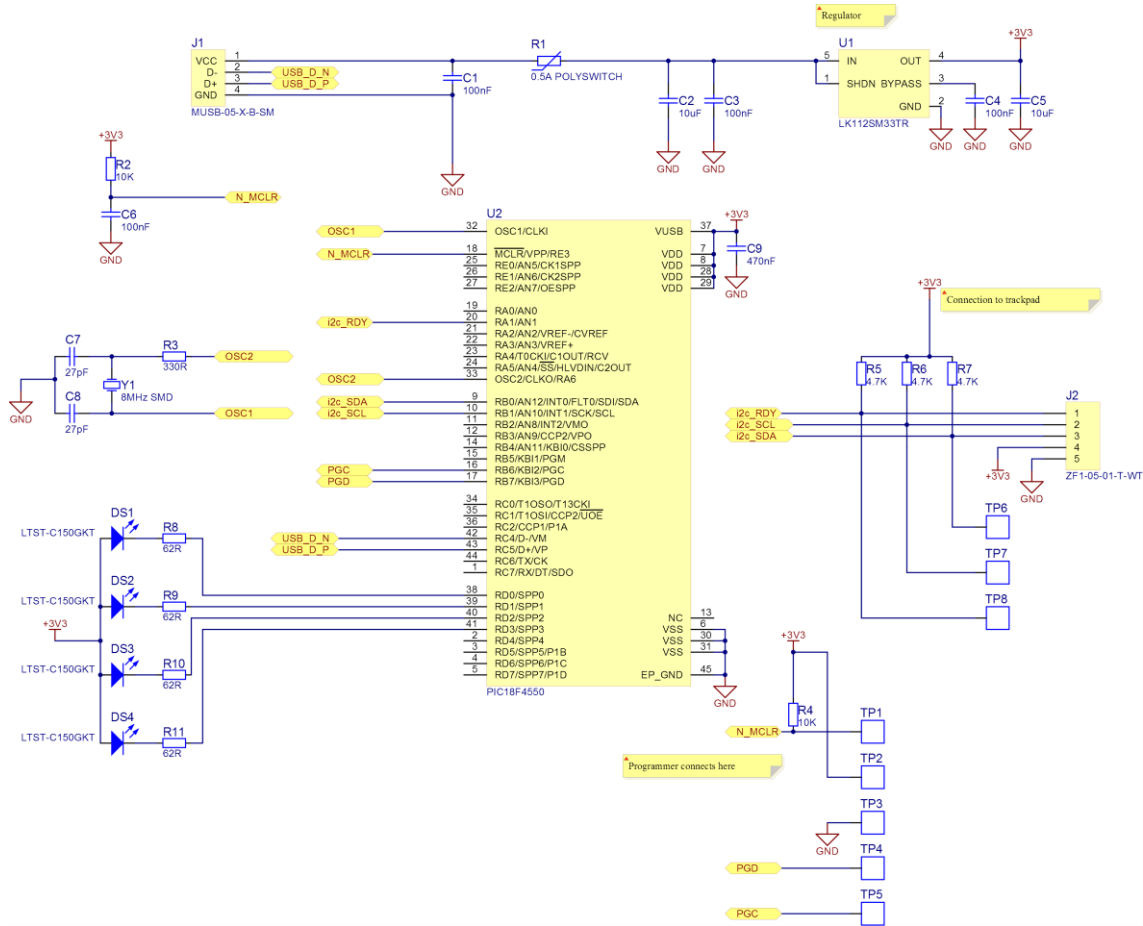 Regulator
J1
VCC 1
D- 2 USB_D_N
D+ 3 USB_D_P
GND 4
MUSB-05-X-B-SM
C1
100nF
GND
R1
0.5A POLYSWITCH
C2
10uF
GND
C3
100nF
GND
U1
5 IN OUT 4
1 SHDN BYPASS 3
GND 2
LK112SM33TR
GND
C4
100nF
GND
+3V3
C5
10uF
GND
+3V3
R2
10K
N_MCLR
C6
100nF
GND
U2
OSC1 32 OSC1/CLKI
N_MCLR 18 MCLR/VPP/RE3
25 RE0/AN5/CK1SPP
26 RE1/AN6/CK2SPP
27 RE2/AN7/OESPP
19 RA0/AN0
i2c_RDY 20 RA1/AN1
21 RA2/AN2/VREF-/CVREF
22 RA3/AN3/VREF+
23 RA4/T0CKI/C1OUT/RCV
24 RA5/AN4/SS/HLVDIN/C2OUT
OSC2 33 OSC2/CLKO/RA6
i2c_SDA 9 RB0/AN12/INT0/FLT0/SDI/SDA
i2c_SCL 10 RB1/AN10/INT1/SCK/SCL
11 RB2/AN8/INT2/VMO
12 RB3/AN9/CCP2/VPO
14 RB4/AN11/KBI0/CSSPP
15 RB5/KBI1/PGM
PGC 16 RB6/KBI2/PGC
PGD 17 RB7/KBI3/PGD
34 RC0/T1OSO/T13CKI
35 RC1/T1OSI/CCP2/UOE
36 RC2/CCP1/P1A
USB_D_N 42 RC4/D-/VM
USB_D_P 43 RC5/D+/VP
44 RC6/TX/CK
1 RC7/RX/DT/SDO
38 RD0/SPP0
39 RD1/SPP1
40 RD2/SPP2
41 RD3/SPP3
2 RD4/SPP4
3 RD5/SPP5/P1B
4 RD6/SPP6/P1C
5 RD7/SPP7/P1D
PIC18F4550
VUSB 37
VDD 7
VDD 8
VDD 28
VDD 29
NC 13
VSS 6
VSS 30
VSS 31
EP_GND 45
GND
+3V3
C9
470nF
GND
C7
27pF
R3
330R
OSC2
Y1
8MHz SMD
C8
27pF
OSC1
GND
+3V3
DS1
LTST-C150GKT
R8
62R
DS2
LTST-C150GKT
R9
62R
DS3
LTST-C150GKT
R10
62R
DS4
LTST-C150GKT
R11
62R
+3V3
Connection to trackpad
R5
4.7K
R6
4.7K
R7
4.7K
J2
i2c_RDY 1
i2c_SCL 2
i2c_SDA 3
4
5
+3V3
GND
ZF1-05-01-T-WT
TP6
TP7
TP8
+3V3
R4
10K
N_MCLR
TP1
Programmer connects here
TP2
TP3
GND
TP4
PGD
TP5
PGC